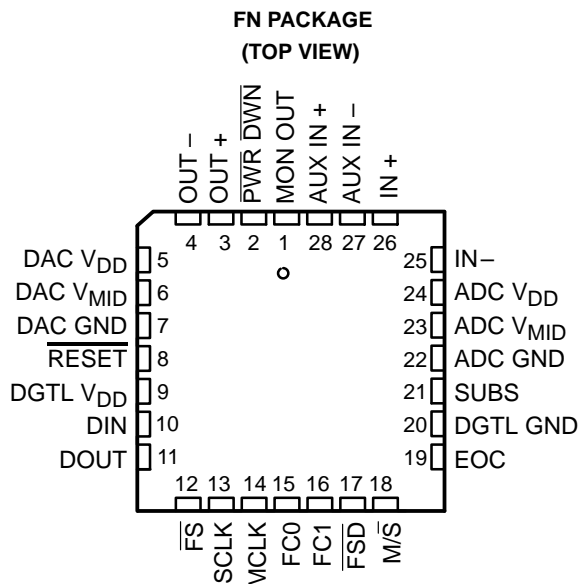 FN PACKAGE
(TOP VIEW)
OUT –
OUT +
PWR DWN
MON OUT
AUX IN +
AUX IN –
IN +
4 3 2 1 28 27 26
DAC VDD 5
DAC VMID 6
DAC GND 7
RESET 8
DGTL VDD 9
DIN 10
DOUT 11
25 IN–
24 ADC VDD
23 ADC VMID
22 ADC GND
21 SUBS
20 DGTL GND
19 EOC
12 13 14 15 16 17 18
FS
SCLK
MCLK
FC0
FC1
FSD
M/S